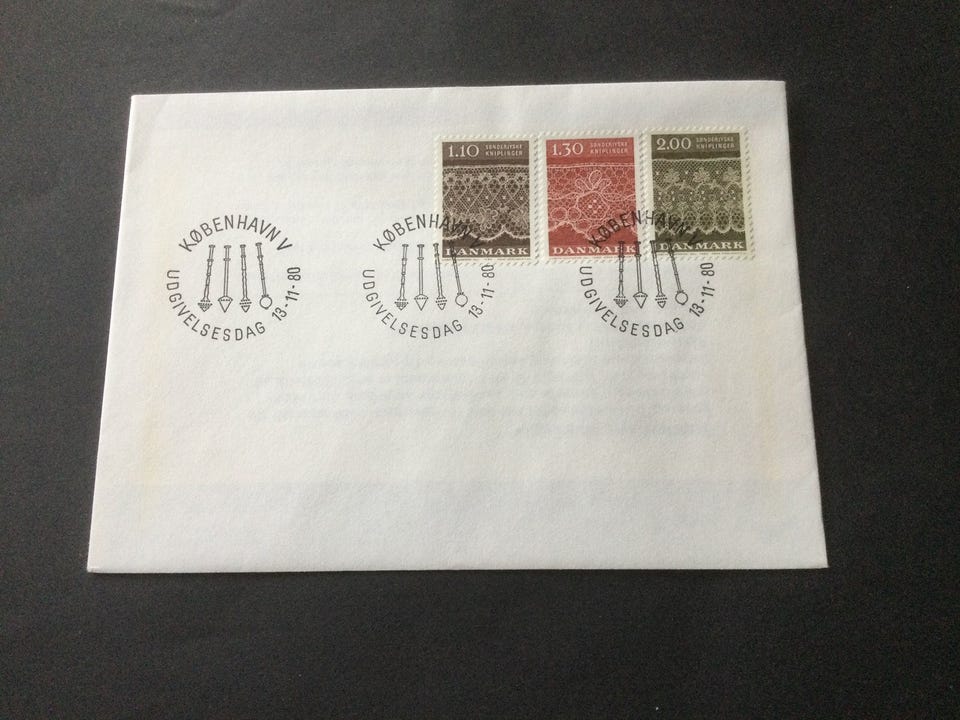 1.10 SØNDERJYSKE
KNIPLINGER
DANMARK
1.30 SØNDERJYSKE
KNIPLINGER
DANMARK
2.00 SØNDERJYSKE
KNIPLINGER
DANMARK
KØBENHAVN V
UDGIVELSESDAG 13-11-80
KØBENHAVN V
UDGIVELSESDAG 13-11-80
KØBENHAVN V
UDGIVELSESDAG 13-11-80